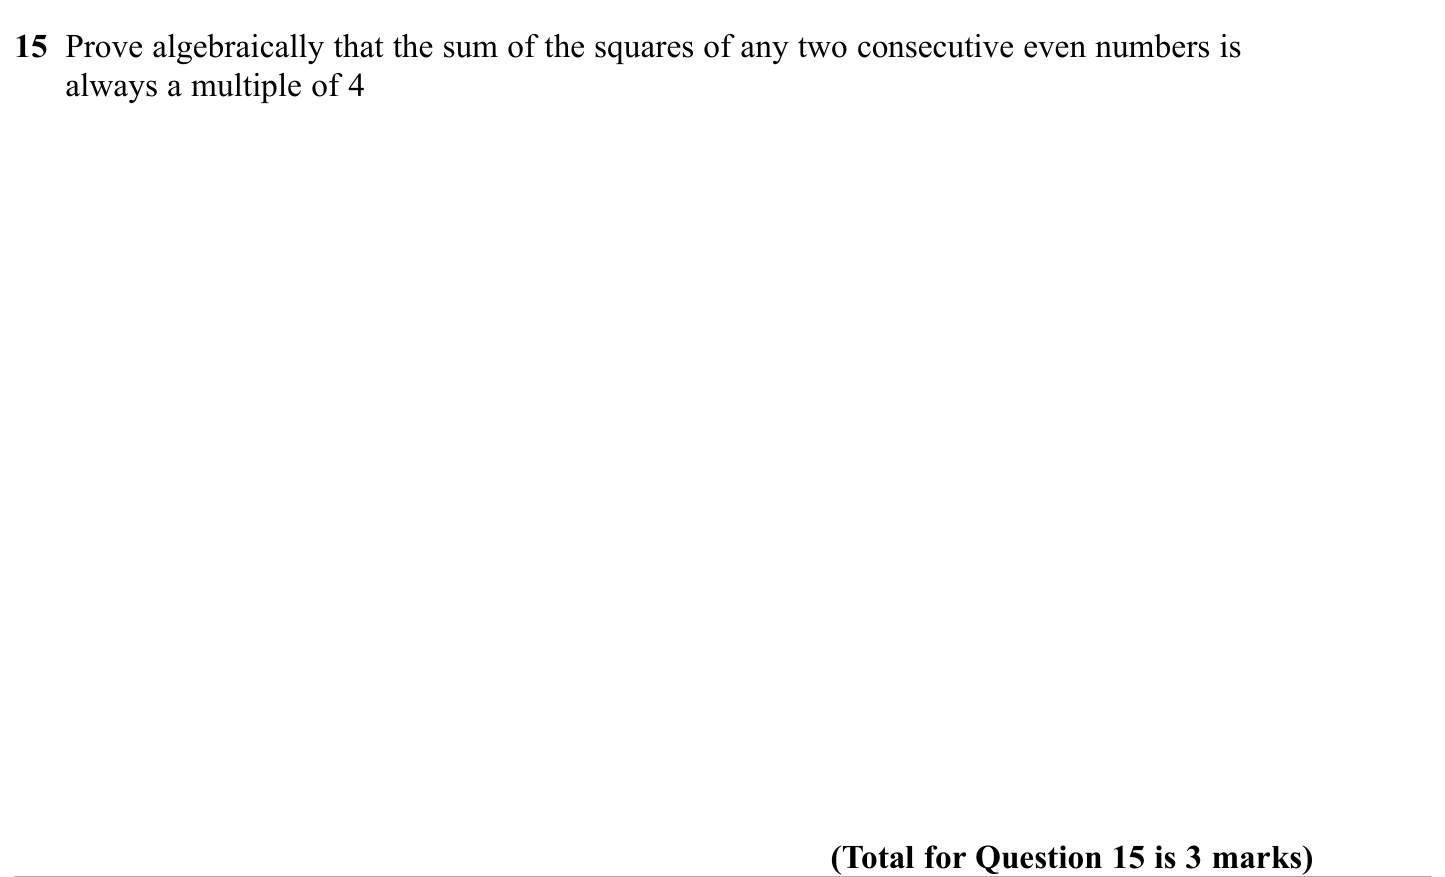 15 Prove algebraically that the sum of the squares of any two consecutive even numbers is
always a multiple of 4
(Total for Question 15 is 3 marks)